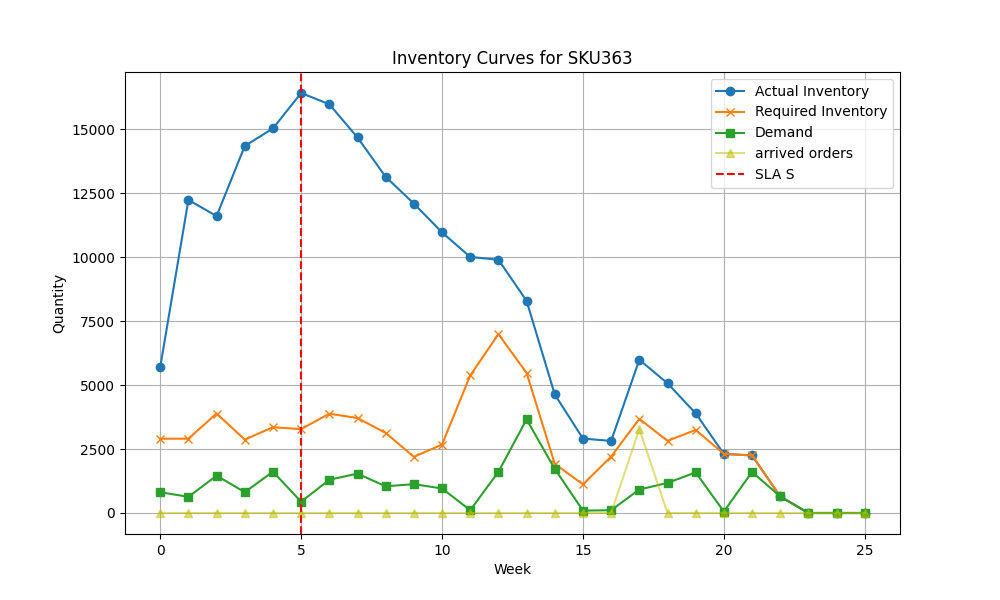 Inventory Curves for SKU363
Actual Inventory
Required Inventory
Demand
arrived orders
SLA S
Quantity
15000
12500
10000
7500
5000
2500
0
0 5 10 15 20 25
Week